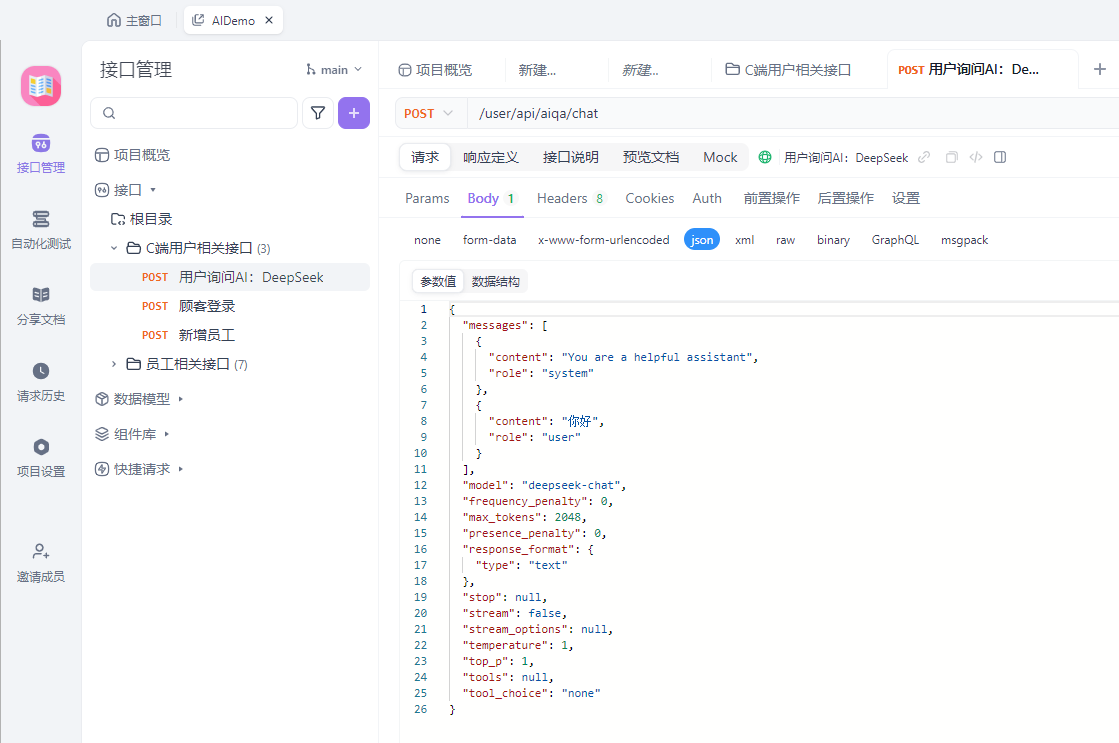 主窗口
AIDemo
接口管理
自动化测试
分享文档
请求历史
项目设置
邀请成员
接口管理
main
项目概览
接口
根目录
C端用户相关接口 (3)
POST 用户询问AI：DeepSeek
POST 顾客登录
POST 新增员工
员工相关接口 (7)
数据模型
组件库
快捷请求
项目概览
新建...
新建...
C端用户相关接口
POST 用户询问AI：De...
POST /user/api/aiqa/chat
请求 响应定义 接口说明 预览文档 Mock 用户询问AI：DeepSeek
Params Body 1 Headers 8 Cookies Auth 前置操作 后置操作 设置
none form-data x-www-form-urlencoded json xml raw binary GraphQL msgpack
参数值 数据结构
1 {
2 "messages": [
3 {
4 "content": "You are a helpful assistant",
5 "role": "system"
6 },
7 {
8 "content": "你好",
9 "role": "user"
10 }
11 ],
12 "model": "deepseek-chat",
13 "frequency_penalty": 0,
14 "max_tokens": 2048,
15 "presence_penalty": 0,
16 "response_format": {
17 "type": "text"
18 },
19 "stop": null,
20 "stream": false,
21 "stream_options": null,
22 "temperature": 1,
23 "top_p": 1,
24 "tools": null,
25 "tool_choice": "none"
26 }